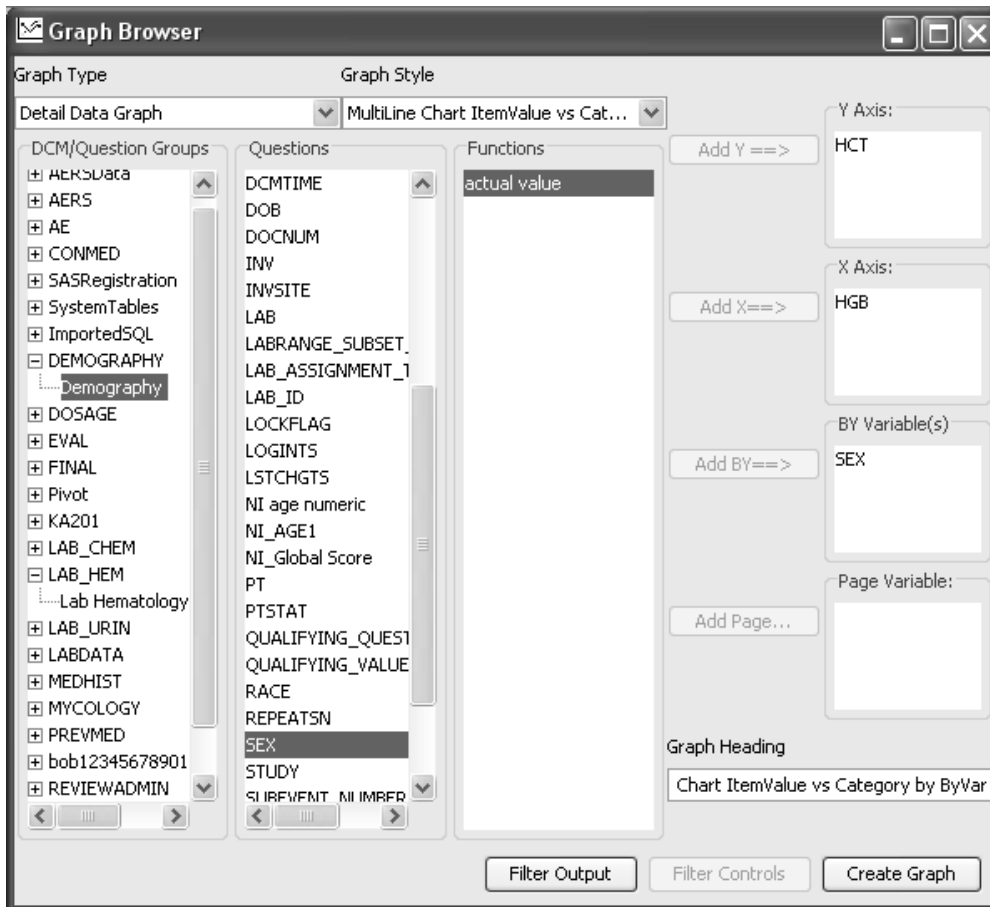 Graph Browser
Graph Type
Graph Style
Detail Data Graph
MultiLine Chart ItemValue vs Cat...
DCM/Question Groups
AERSData
AERS
AE
CONMED
SASRegistration
SystemTables
ImportedSQL
DEMOGRAPHY
Demography
DOSAGE
EVAL
FINAL
Pivot
KA201
LAB_CHEM
LAB_HEM
Lab Hematology
LAB_URIN
LABDATA
MEDHIST
MYCOLOGY
PREVMED
bob12345678901
REVIEWADMIN
Questions
DCMTIME
DOB
DOCNUM
INV
INVSITE
LAB
LABRANGE_SUBSET_
LAB_ASSIGNMENT_T
LAB_ID
LOCKFLAG
LOGINTS
LSTCHGTS
NI age numeric
NI_AGE1
NI_Global Score
PT
PTSTAT
QUALIFYING_QUEST
QUALIFYING_VALUE
RACE
REPEATSN
SEX
STUDY
SUBEVENT_NUMBER
Functions
actual value
Add Y ==>
Y Axis:
HCT
Add X==>
X Axis:
HGB
Add BY==>
BY Variable(s)
SEX
Add Page...
Page Variable:
Graph Heading
Chart ItemValue vs Category by ByVar
Filter Output
Filter Controls
Create Graph